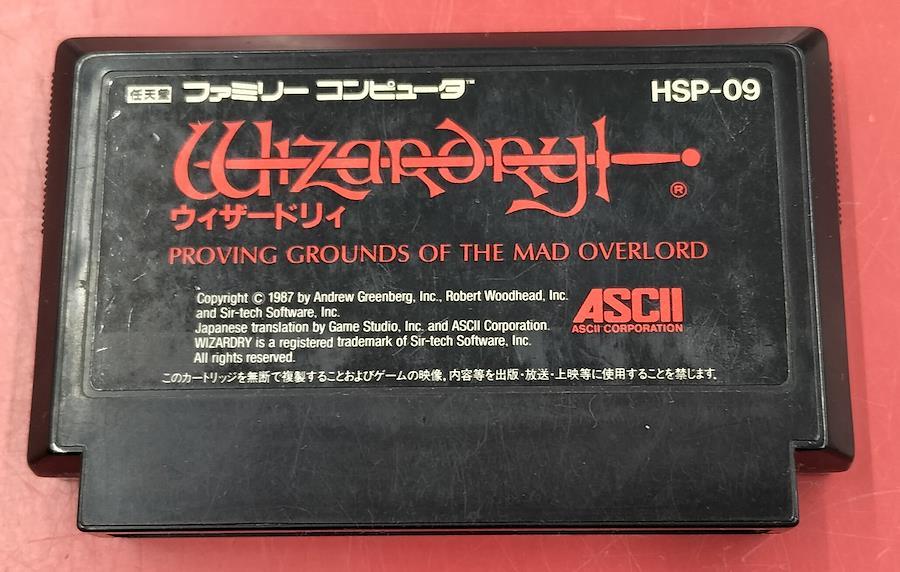 任天堂 ファミリー コンピュータ™ HSP-09
Wizardry ®
ウィザードリィ
PROVING GROUNDS OF THE MAD OVERLORD
Copyright © 1987 by Andrew Greenberg, Inc., Robert Woodhead, Inc.
and Sir-tech Software, Inc.
Japanese translation by Game Studio, Inc. and ASCII Corporation.
WIZARDRY is a registered trademark of Sir-tech Software, Inc.
All rights reserved.
ASCII
ASCII CORPORATION
このカートリッジを無断で複製することおよびゲームの映像，内容等を出版・放送・上映等に使用することを禁じます。